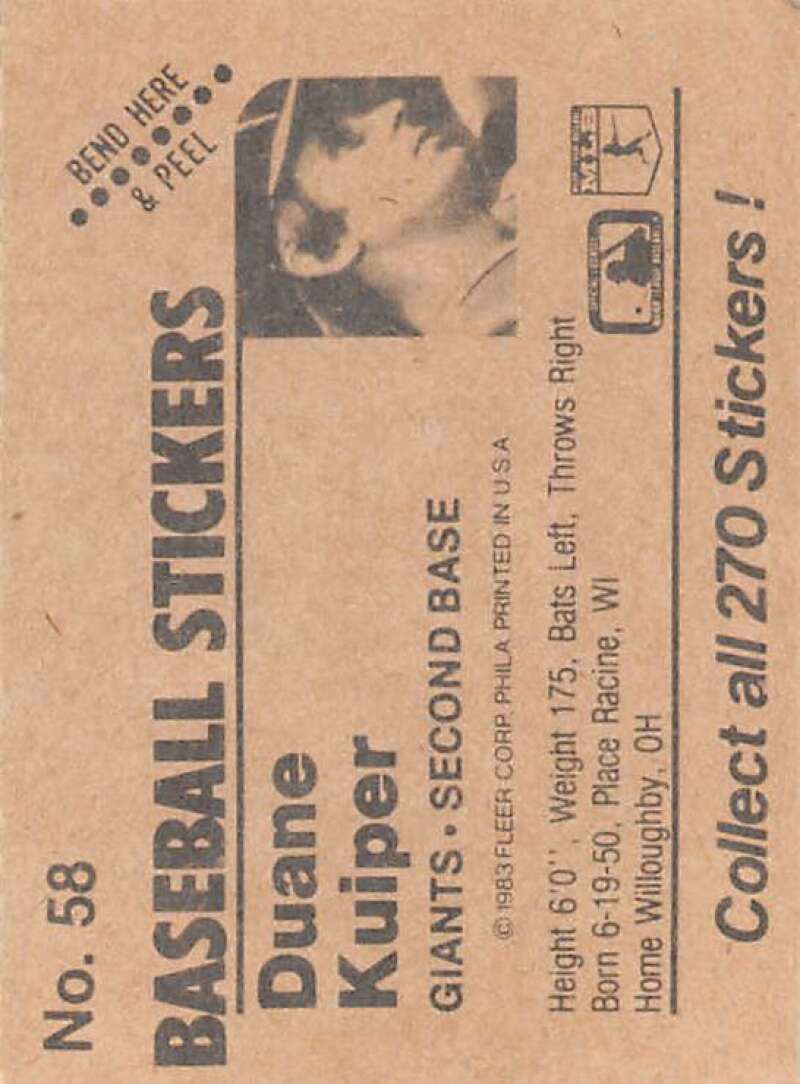 No. 58
BEND HERE
& PEEL
BASEBALL STICKERS
Duane
Kuiper
GIANTS • SECOND BASE
© 1983 FLEER CORP. PHILA. PRINTED IN U.S.A
Height 6'0'', Weight 175, Bats Left, Throws Right
Born 6-19-50, Place Racine, WI
Home Willoughby, OH
Collect all 270 Stickers!